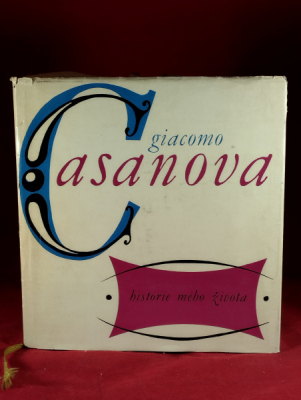 giacomo
Casanova
historie mého života